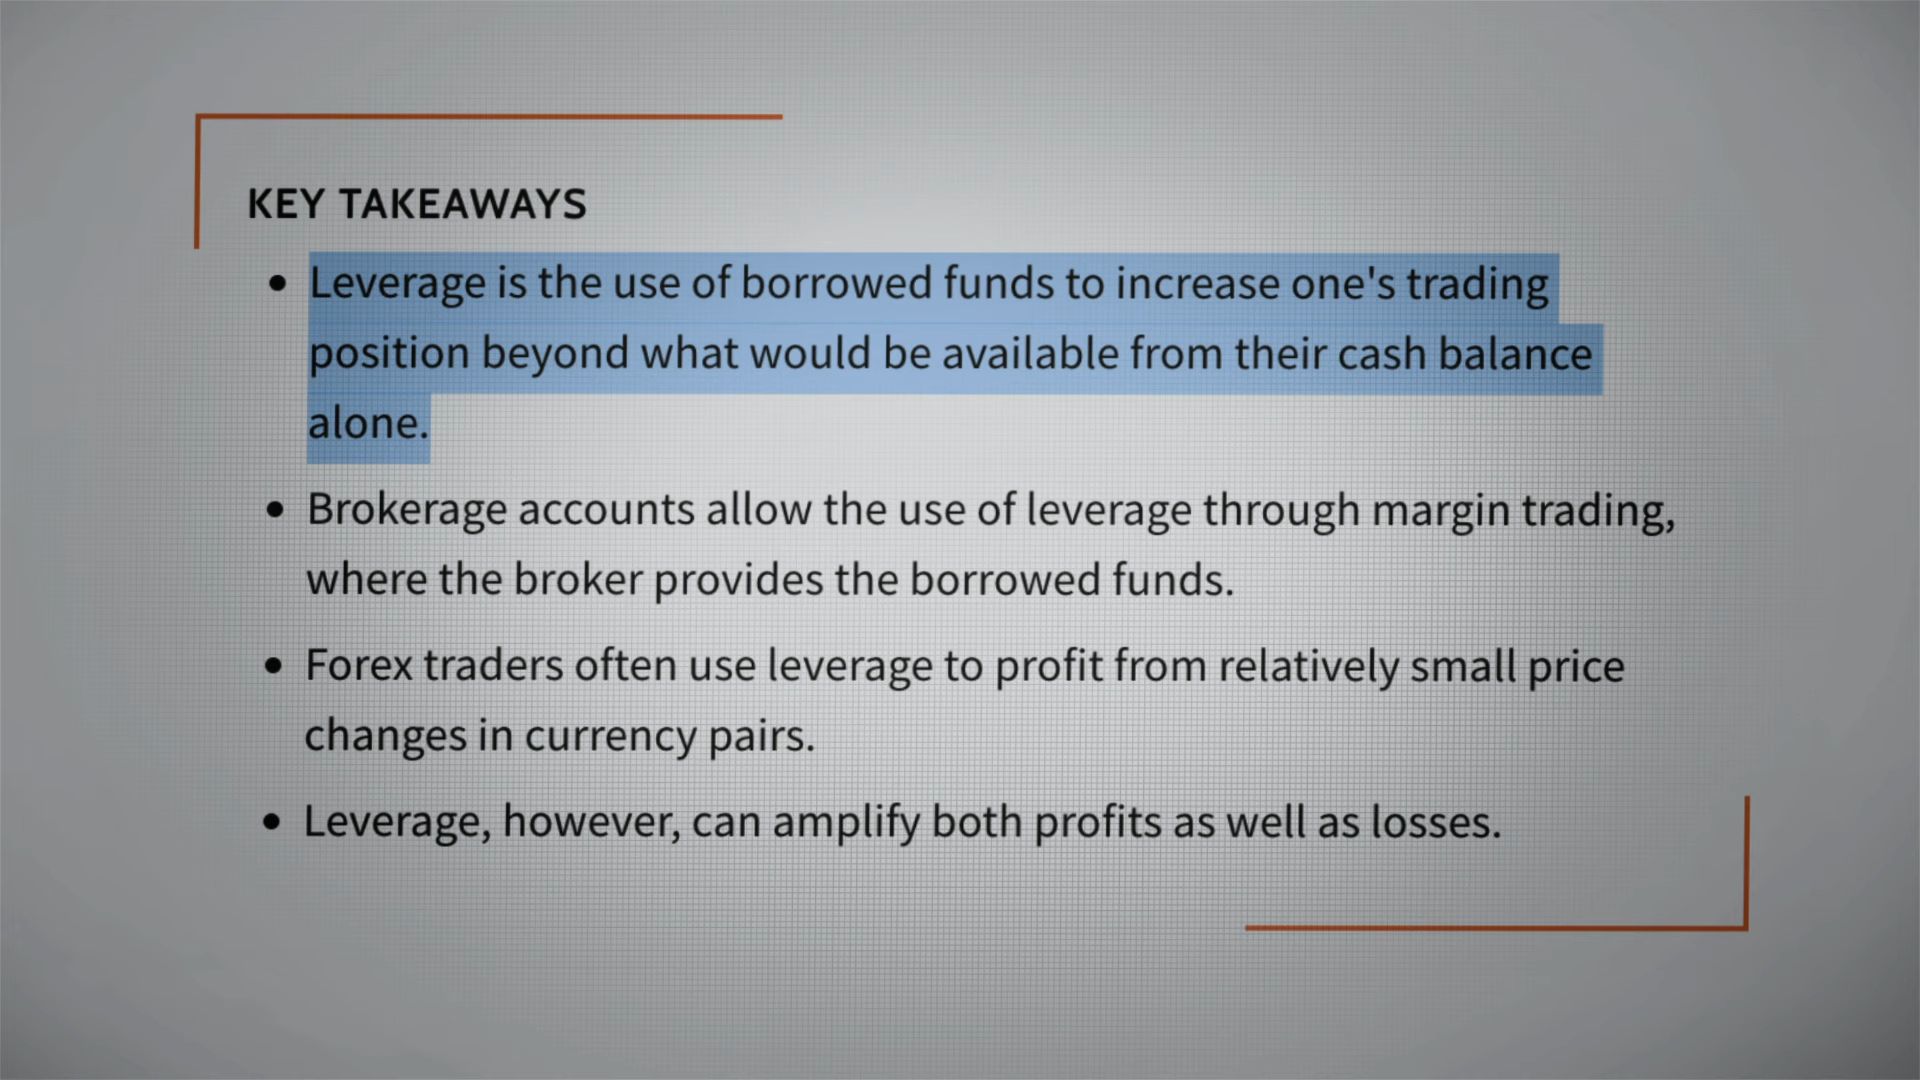 KEY TAKEAWAYS
• Leverage is the use of borrowed funds to increase one's trading
position beyond what would be available from their cash balance
alone.
• Brokerage accounts allow the use of leverage through margin trading,
where the broker provides the borrowed funds.
• Forex traders often use leverage to profit from relatively small price
changes in currency pairs.
• Leverage, however, can amplify both profits as well as losses.